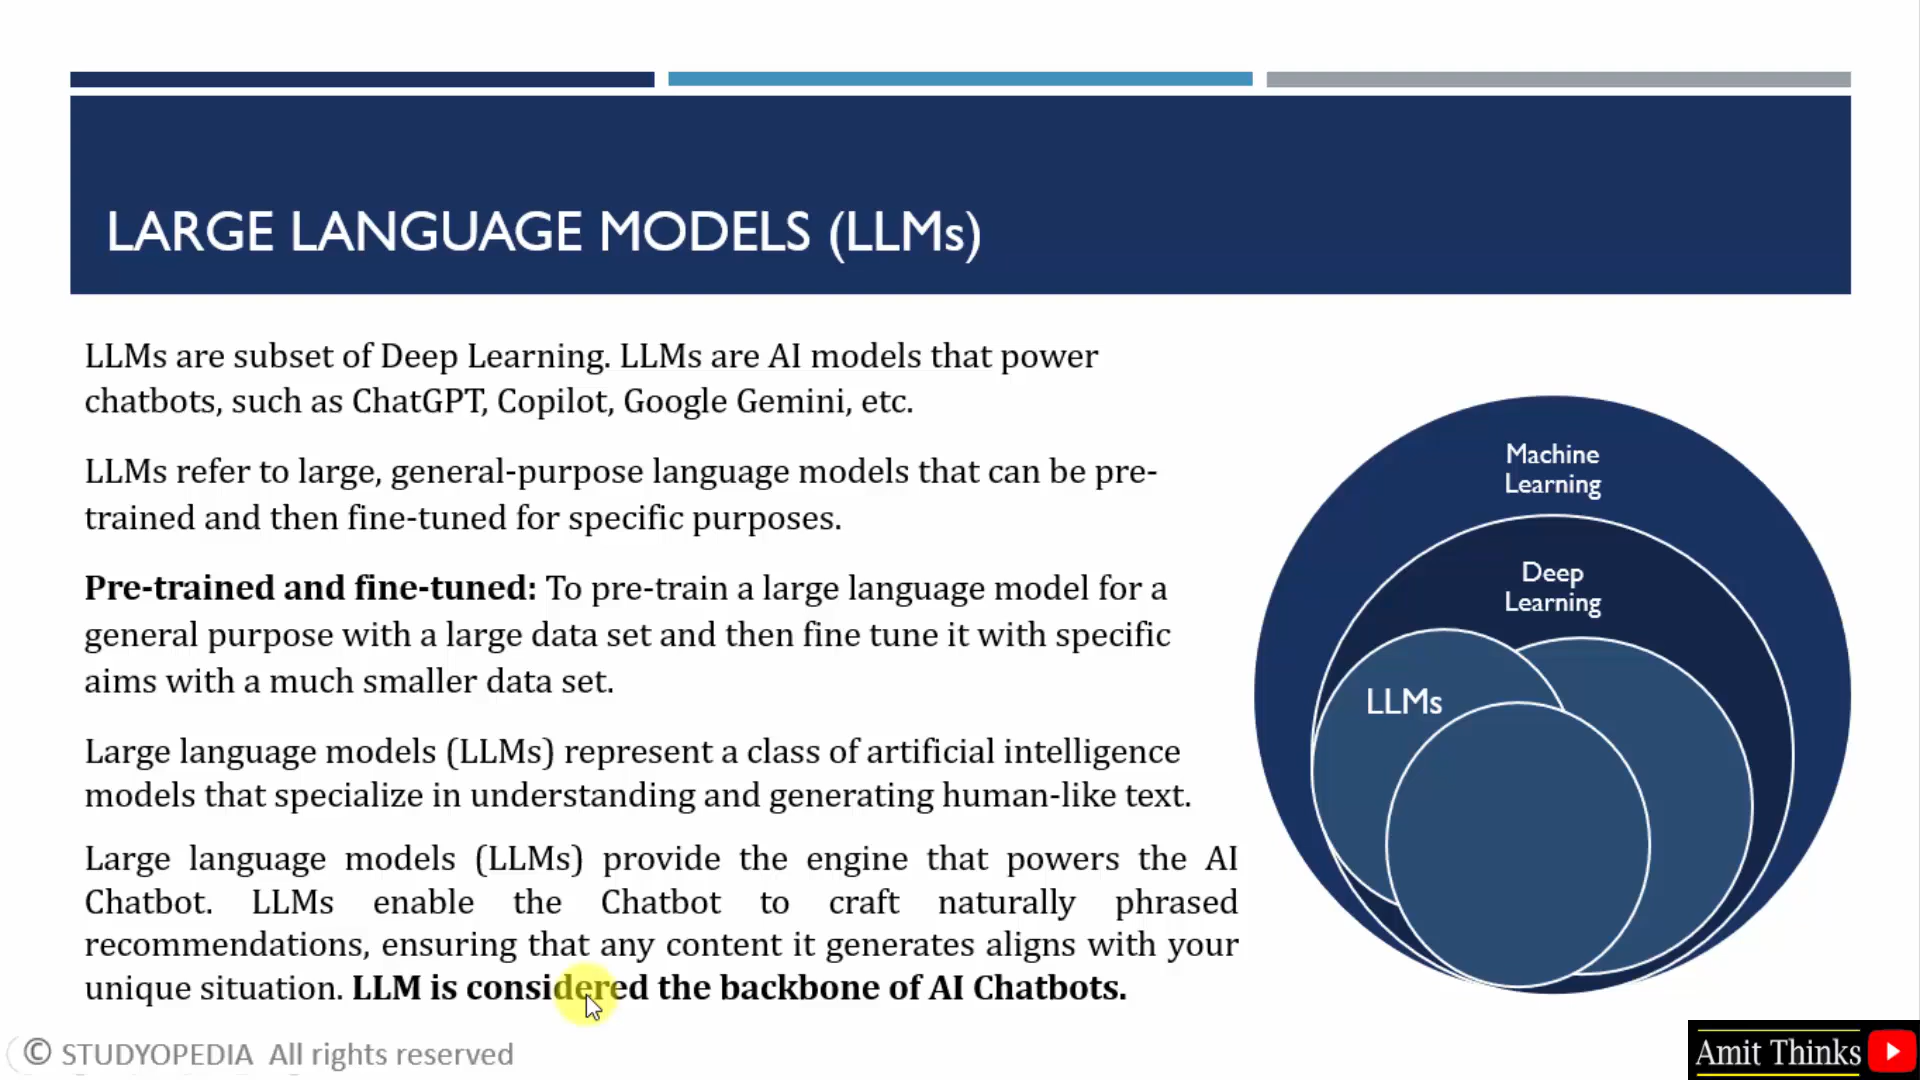 LARGE LANGUAGE MODELS (LLMs)
LLMs are subset of Deep Learning. LLMs are AI models that power
chatbots, such as ChatGPT, Copilot, Google Gemini, etc.
LLMs refer to large, general-purpose language models that can be pre-
trained and then fine-tuned for specific purposes.
Pre-trained and fine-tuned: To pre-train a large language model for a
general purpose with a large data set and then fine tune it with specific
aims with a much smaller data set.
Large language models (LLMs) represent a class of artificial intelligence
models that specialize in understanding and generating human-like text.
Large language models (LLMs) provide the engine that powers the AI
Chatbot. LLMs enable the Chatbot to craft naturally phrased
recommendations, ensuring that any content it generates aligns with your
unique situation. LLM is considered the backbone of AI Chatbots.
Machine
Learning
Deep
Learning
LLMs
© STUDYOPEDIA All rights reserved
Amit Thinks